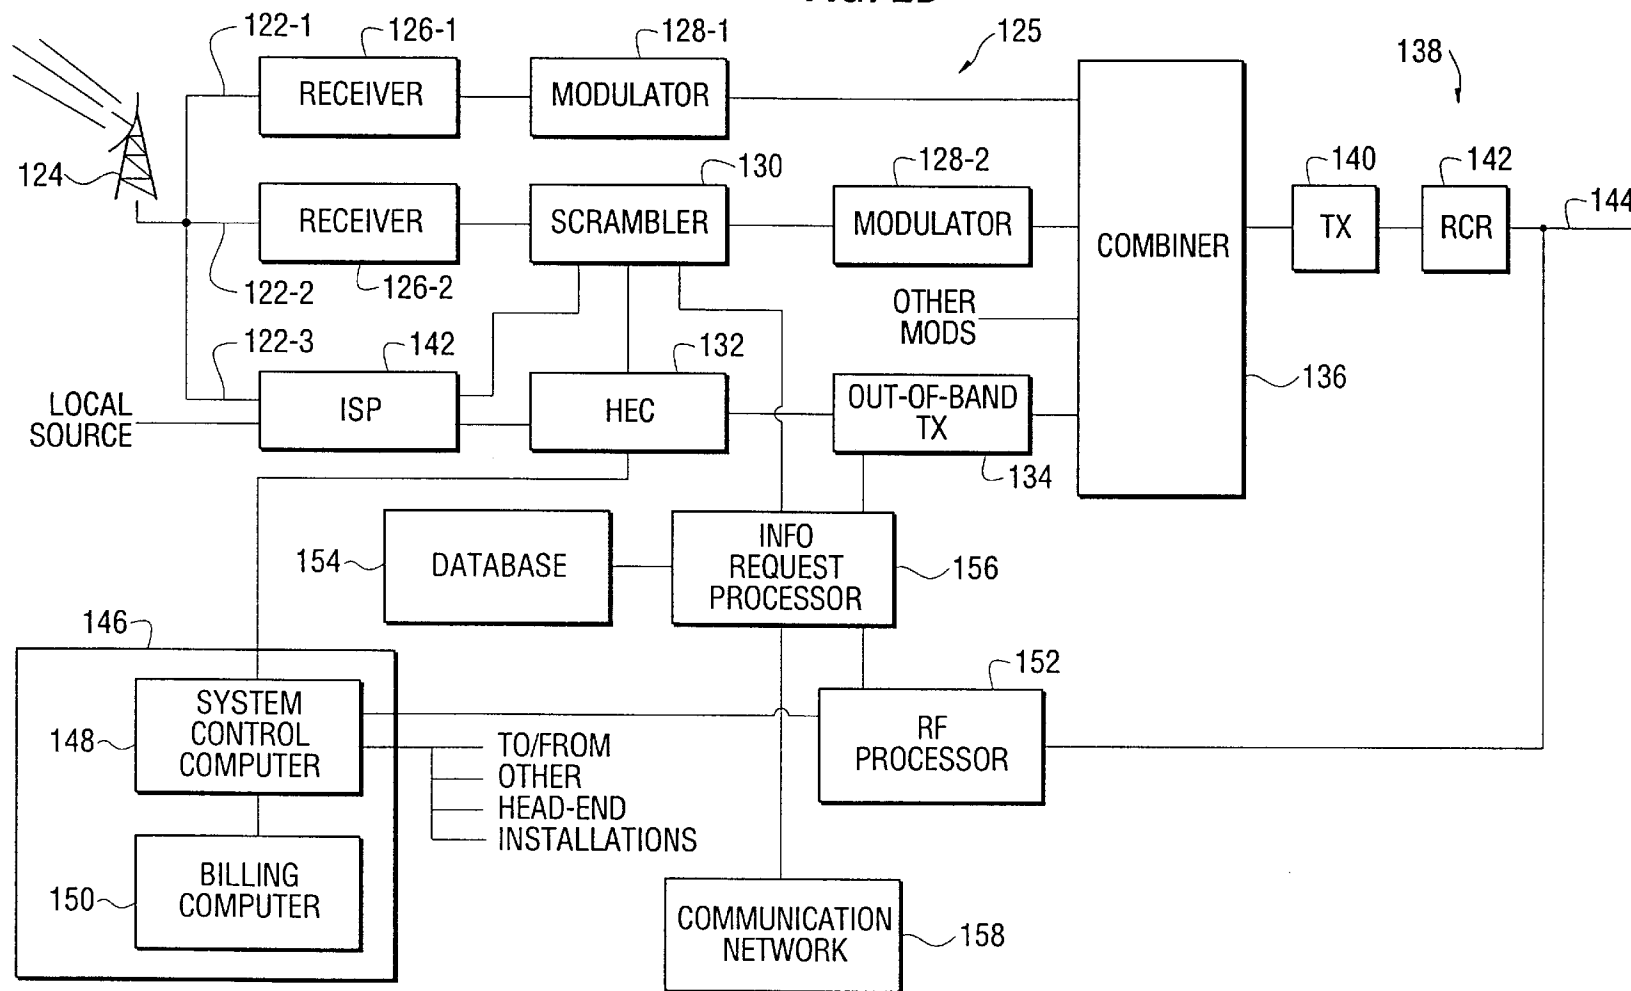 122-1
126-1
128-1
125
138
RECEIVER
MODULATOR
124
130
128-2
140
142
144
RECEIVER
SCRAMBLER
MODULATOR
COMBINER
TX
RCR
122-2
126-2
OTHER
MODS
122-3
142
132
136
LOCAL
SOURCE
ISP
HEC
OUT-OF-BAND
TX
134
154
DATABASE
INFO
REQUEST
PROCESSOR
156
146
152
148
SYSTEM
CONTROL
COMPUTER
TO/FROM
OTHER
HEAD-END
INSTALLATIONS
RF
PROCESSOR
150
BILLING
COMPUTER
COMMUNICATION
NETWORK
158